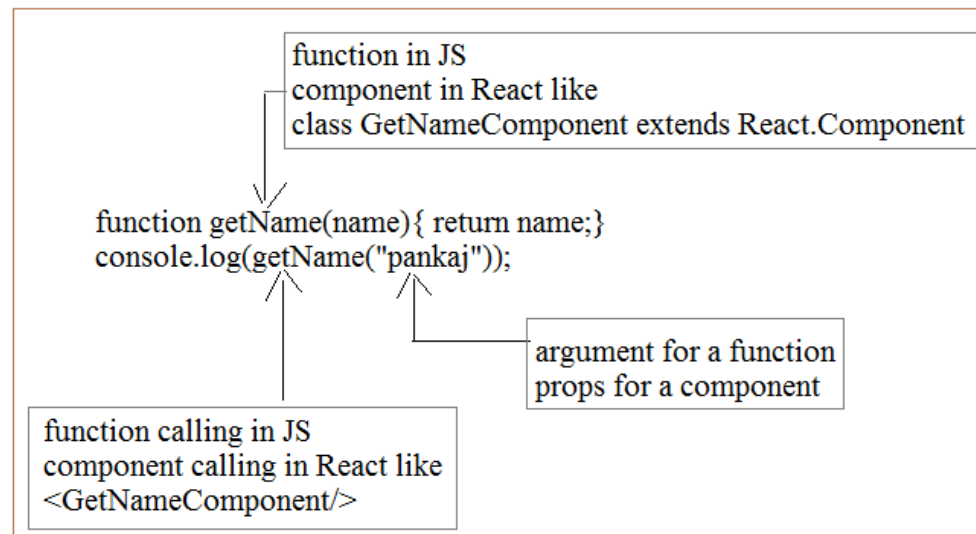 function in JS
component in React like
class GetNameComponent extends React.Component
function getName(name){ return name;}
console.log(getName("pankaj"));
argument for a function
props for a component
function calling in JS
component calling in React like
<GetNameComponent/>